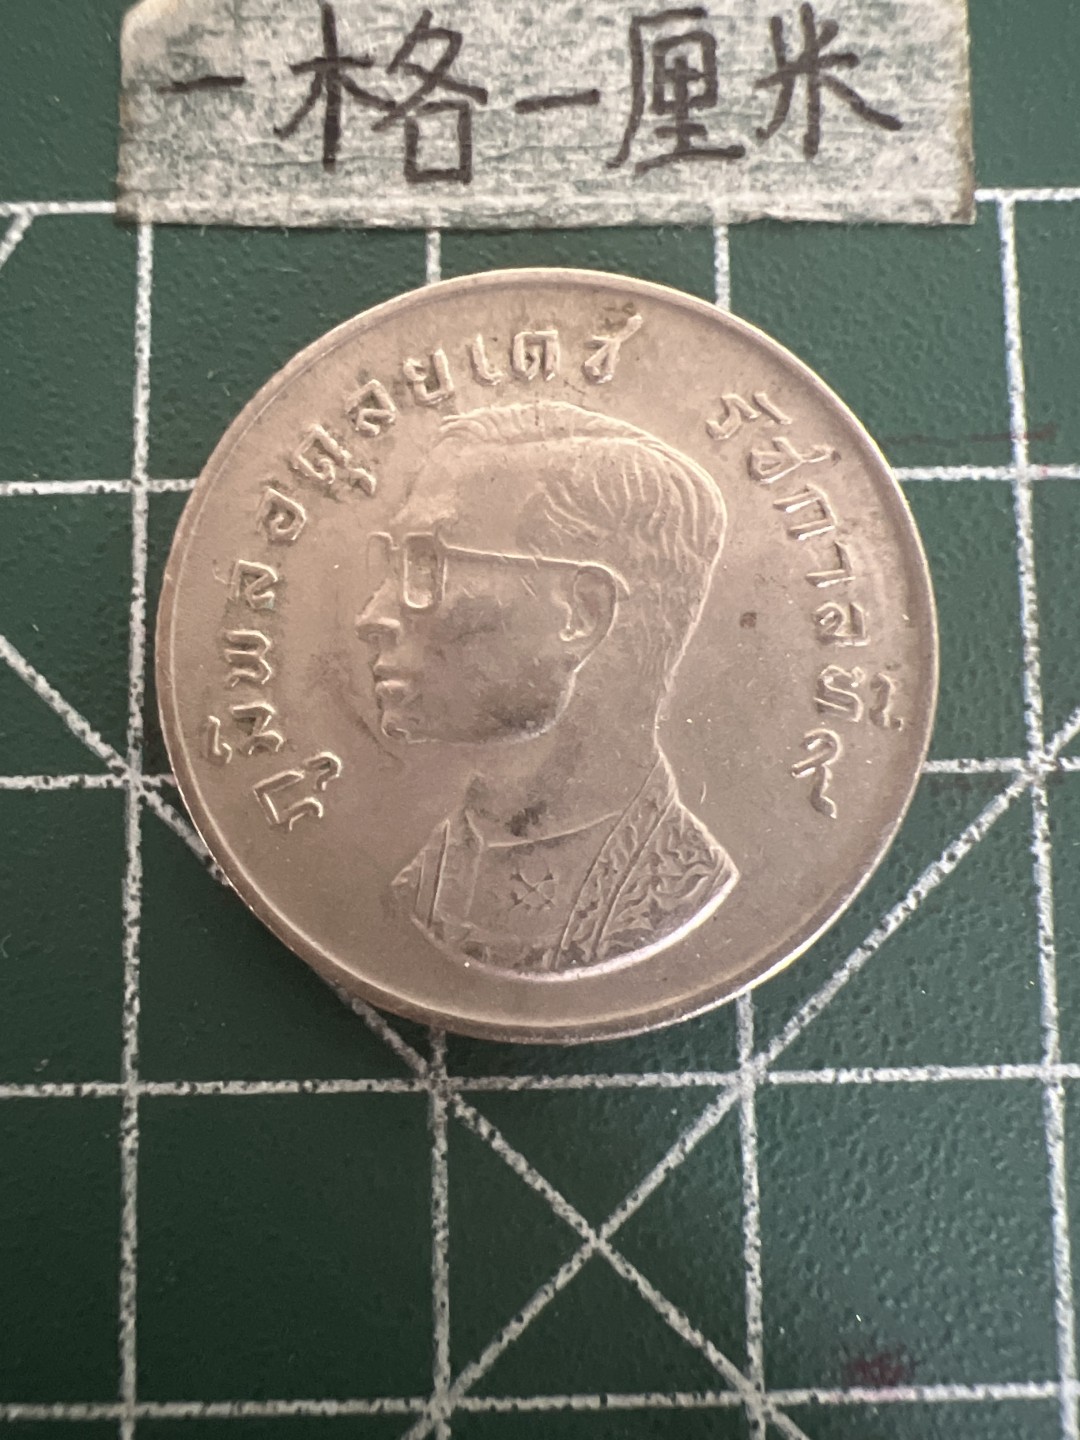 一格一厘米
ภูมิพลอดุลยเดช
รัชกาลที่ ๙